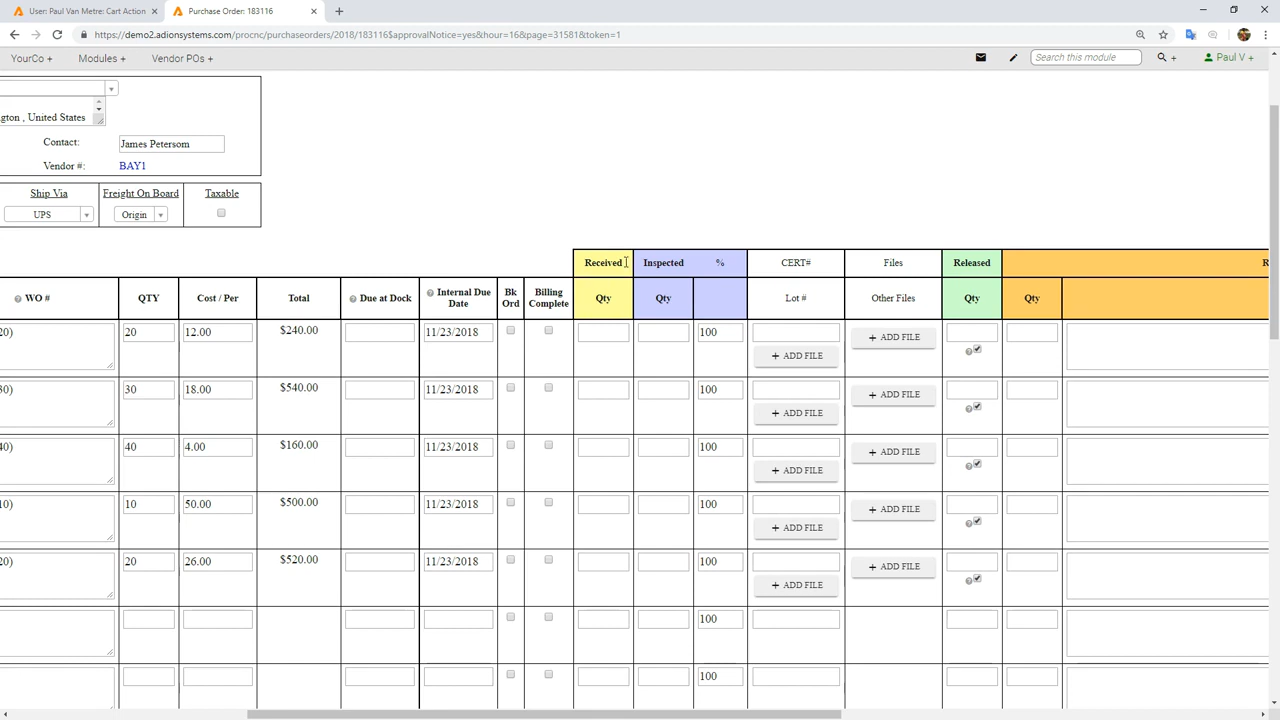 User: Paul Van Metre: Cart Action
Purchase Order: 183116
https://demo2.adionsystems.com/procnc/purchaseorders/2018/183116$approvalNotice=yes&hour=16&page=31581&token=1
YourCo + Modules + Vendor POs + Search this module + Paul V +
gton , United States
Contact: James Petersom
Vendor #: BAY1
Ship Via Freight On Board Taxable
UPS Origin
Received Inspected % CERT# Files Released R
WO # QTY Cost / Per Total Due at Dock Internal Due Date Bk Ord Billing Complete Qty Qty Lot # Other Files Qty Qty
20) 20 12.00 $240.00 11/23/2018 100 + ADD FILE
+ ADD FILE
30) 30 18.00 $540.00 11/23/2018 100 + ADD FILE
+ ADD FILE
40) 40 4.00 $160.00 11/23/2018 100 + ADD FILE
+ ADD FILE
10) 10 50.00 $500.00 11/23/2018 100 + ADD FILE
+ ADD FILE
20) 20 26.00 $520.00 11/23/2018 100 + ADD FILE
+ ADD FILE
100
100